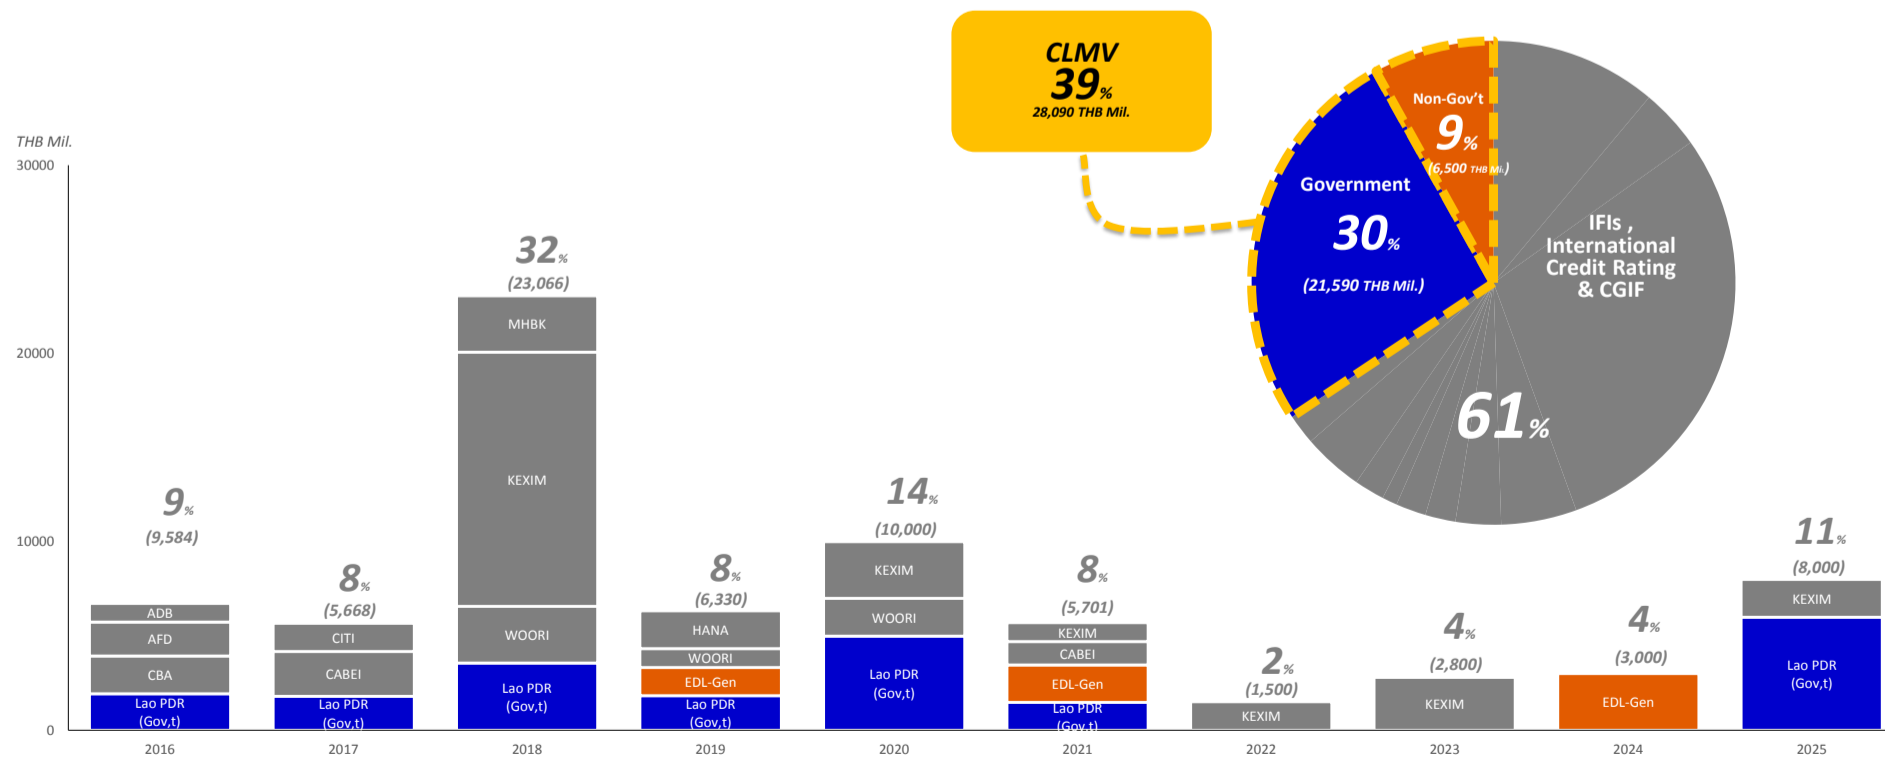 CLMV
39%
28,090 THB Mil.
Non-Gov't
9%
(6,500 THB Mil.)
Government
30%
(21,590 THB Mil.)
IFIs ,
International
Credit Rating
& CGIF
61%
THB Mil.
30000
20000
10000
0
9%
(9,584)
ADB
AFD
CBA
Lao PDR
(Gov,t)
2016
8%
(5,668)
CITI
CABEI
Lao PDR
(Gov,t)
2017
32%
(23,066)
MHBK
KEXIM
WOORI
Lao PDR
(Gov,t)
2018
8%
(6,330)
HANA
WOORI
EDL-Gen
Lao PDR
(Gov,t)
2019
14%
(10,000)
KEXIM
WOORI
Lao PDR
(Gov,t)
2020
8%
(5,701)
KEXIM
CABEI
EDL-Gen
Lao PDR
(Gov,t)
2021
2%
(1,500)
KEXIM
2022
4%
(2,800)
KEXIM
2023
4%
(3,000)
EDL-Gen
2024
11%
(8,000)
KEXIM
Lao PDR
(Gov,t)
2025